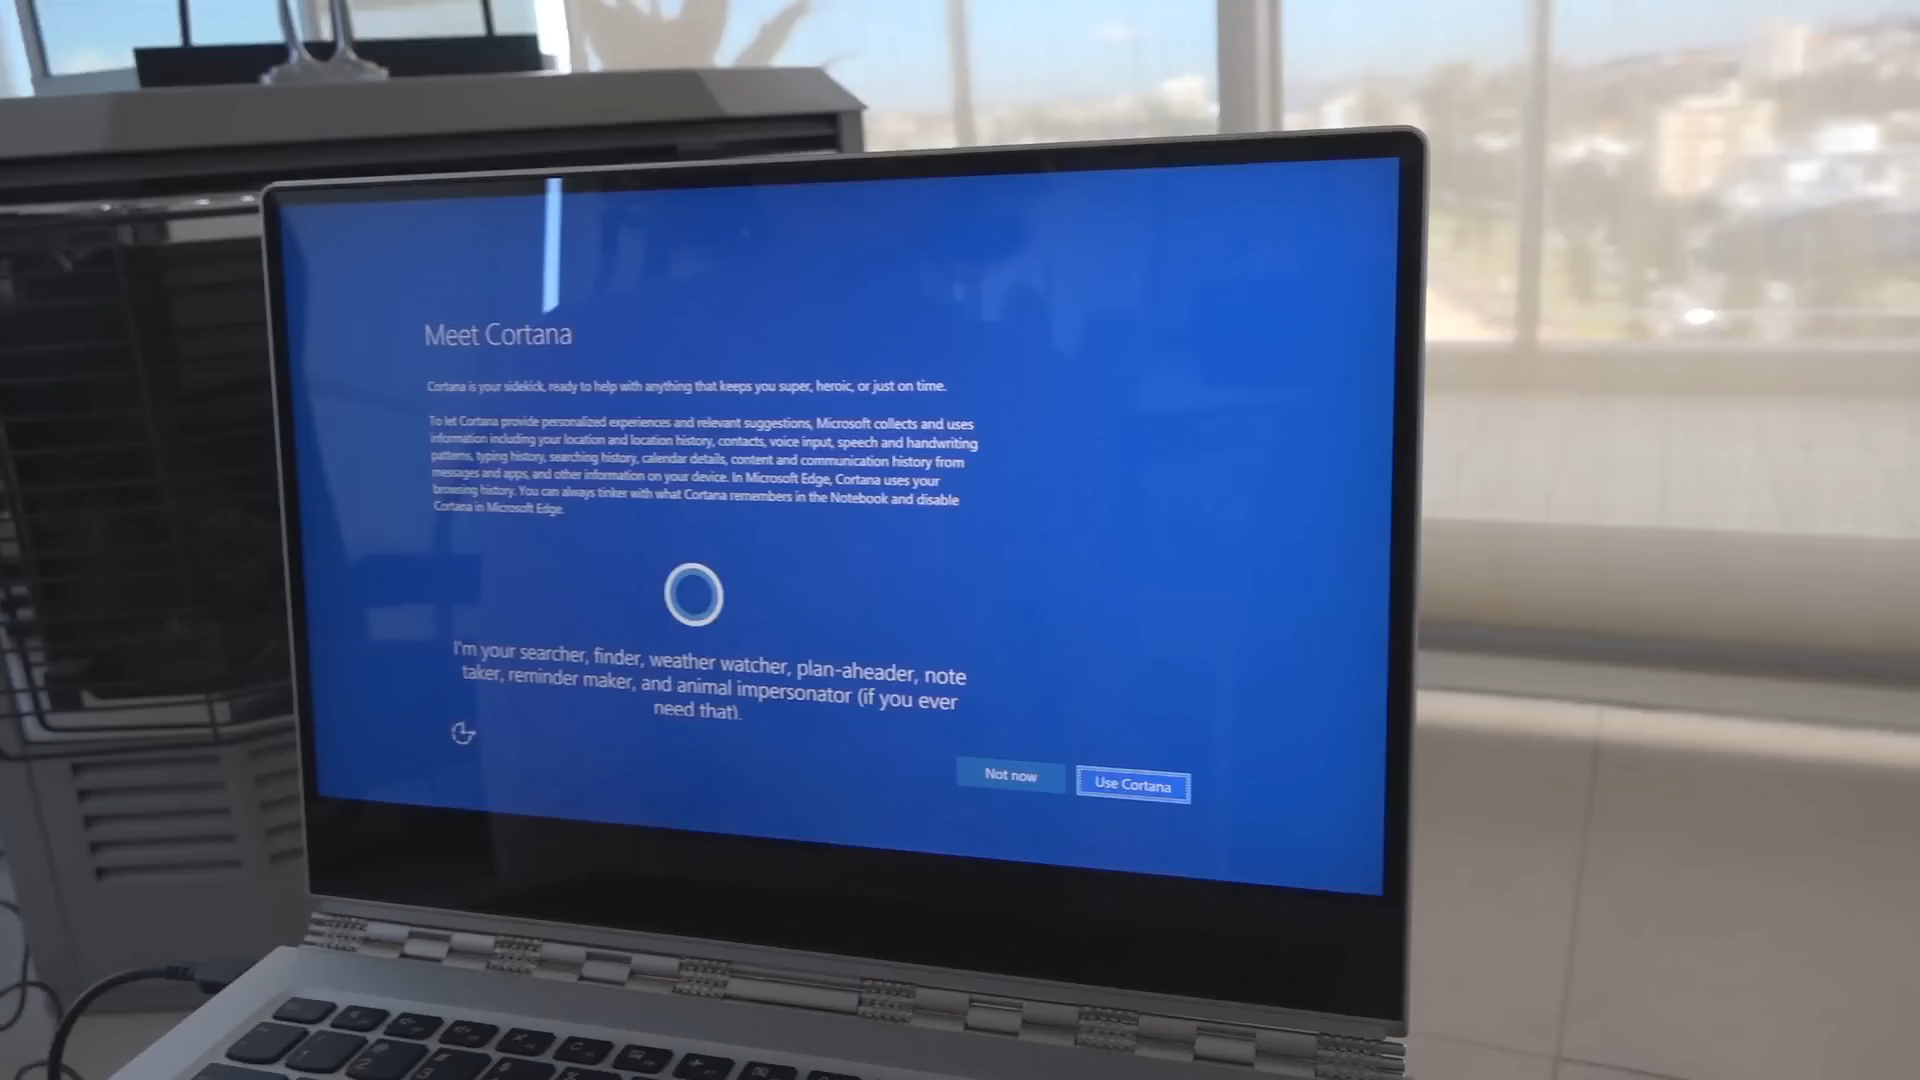 Meet Cortana
Cortana is your sidekick, ready to help with anything that keeps you super, heroic, or just on time.
To let Cortana provide personalized experiences and relevant suggestions, Microsoft collects and uses
information including your location and location history, contacts, voice input, speech and handwriting
patterns, typing history, searching history, calendar details, content and communication history from
messages and apps, and other information on your device. In Microsoft Edge, Cortana uses your
browsing history. You can always tinker with what Cortana remembers in the Notebook and disable
Cortana in Microsoft Edge.
I'm your searcher, finder, weather watcher, plan-aheader, note
taker, reminder maker, and animal impersonator (if you ever
need that).
Not now
Use Cortana
1
2
3